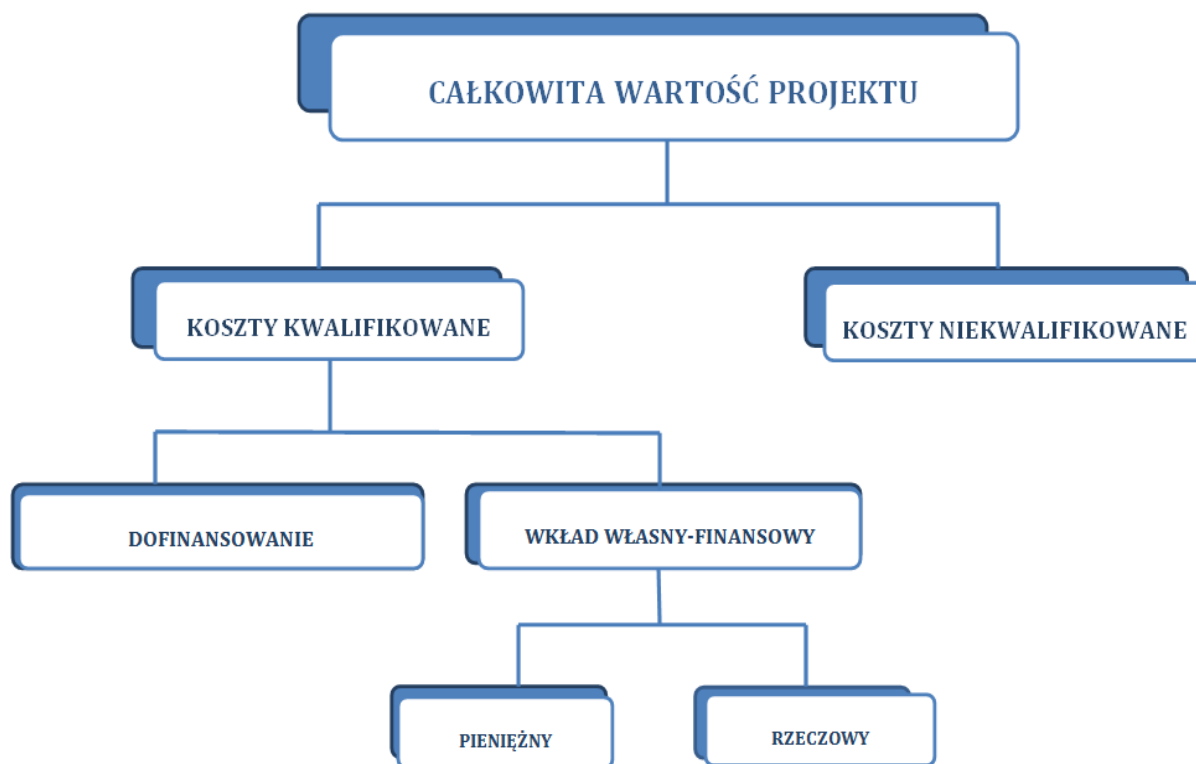 CAŁKOWITA WARTOŚĆ PROJEKTU
KOSZTY KWALIFIKOWANE
KOSZTY NIEKWALIFIKOWANE
DOFINANSOWANIE
WKŁAD WŁASNY-FINANSOWY
PIENIĘŻNY
RZECZOWY